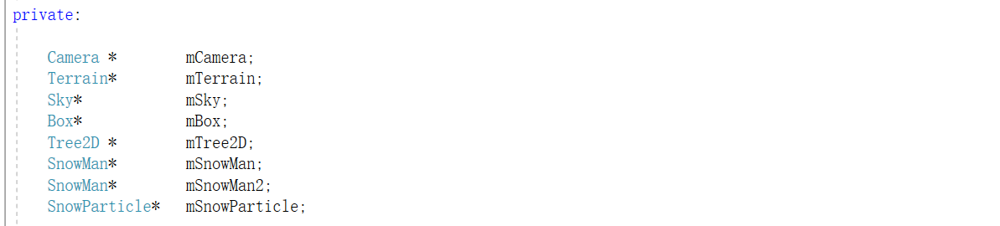 private:
Camera * mCamera;
Terrain* mTerrain;
Sky* mSky;
Box* mBox;
Tree2D * mTree2D;
SnowMan* mSnowMan;
SnowMan* mSnowMan2;
SnowParticle* mSnowParticle;